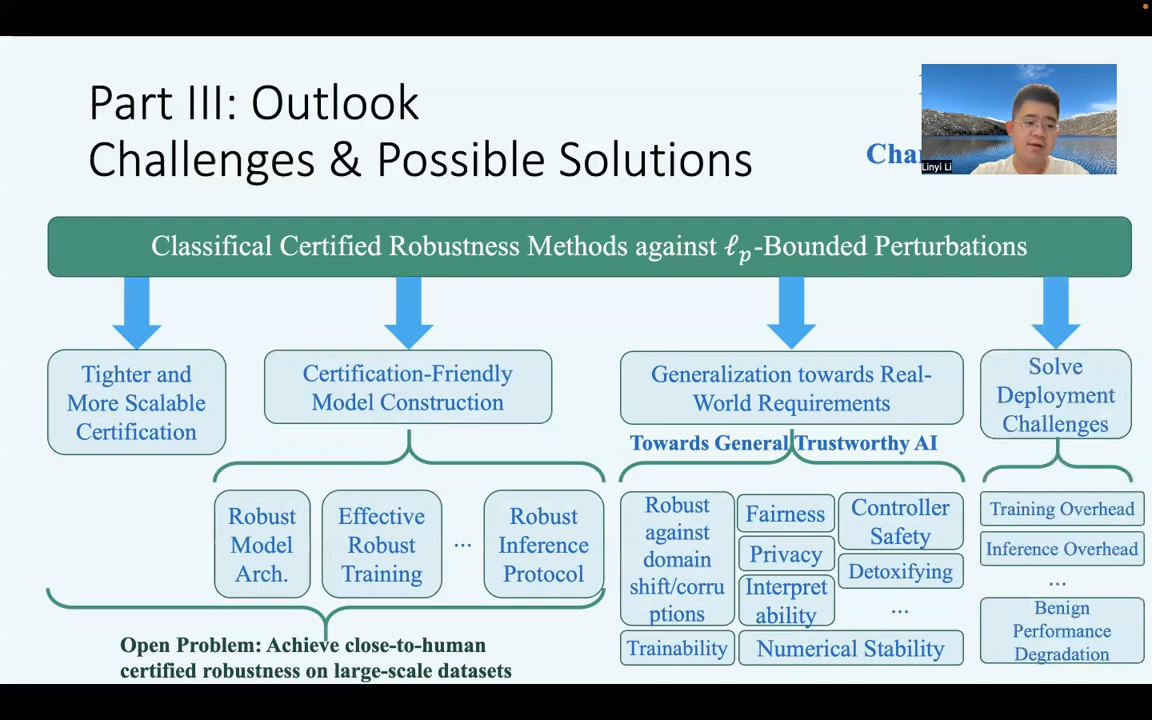 Part III: Outlook
Challenges & Possible Solutions
Linyi Li
Classifical Certified Robustness Methods against ℓp-Bounded Perturbations
Tighter and
More Scalable
Certification
Certification-Friendly
Model Construction
Generalization towards Real-
World Requirements
Solve
Deployment
Challenges
Towards General Trustworthy AI
Robust
Model
Arch.
Effective
Robust
Training
...
Robust
Inference
Protocol
Robust
against
domain
shift/corru
ptions
Fairness
Privacy
Interpret
ability
Controller
Safety
Detoxifying
...
Trainability
Numerical Stability
Training Overhead
Inference Overhead
...
Benign
Performance
Degradation
Open Problem: Achieve close-to-human
certified robustness on large-scale datasets